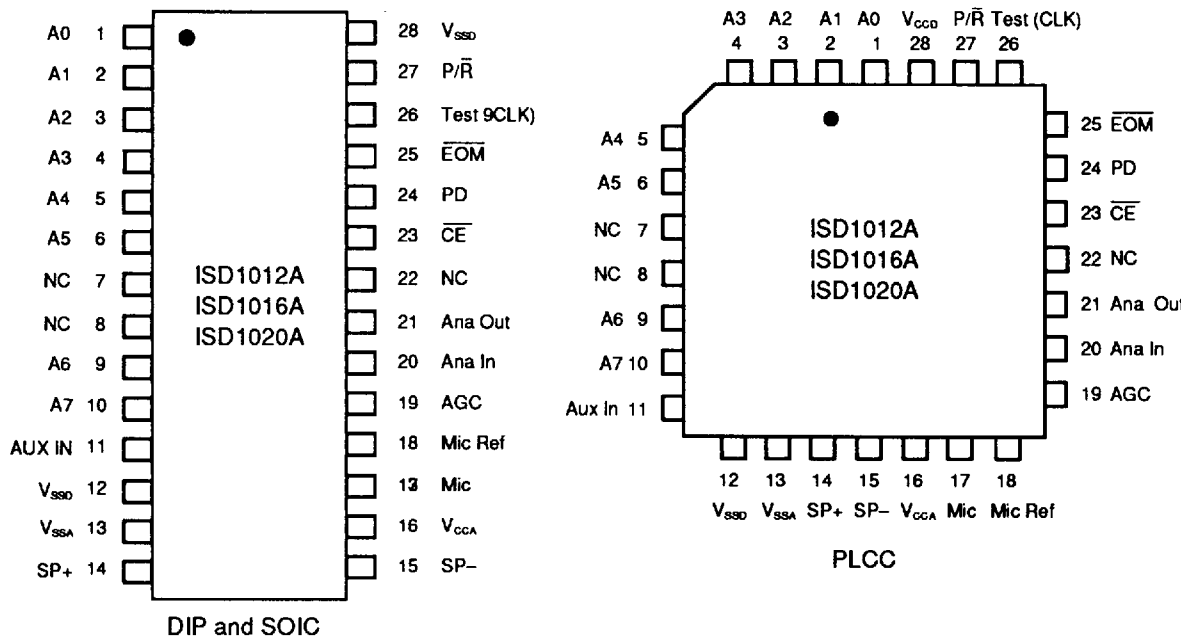 A0 1
A1 2
A2 3
A3 4
A4 5
A5 6
NC 7
NC 8
A6 9
A7 10
AUX IN 11
VSSD 12
VSSA 13
SP+ 14
ISD1012A
ISD1016A
ISD1020A
28 VSSD
27 P/R̅
26 Test 9CLK)
25 E̅O̅M̅
24 PD
23 C̅E̅
22 NC
21 Ana Out
20 Ana In
19 AGC
18 Mic Ref
13 Mic
16 VCCA
15 SP–
DIP and SOIC
A3 A2 A1 A0 VCCD P/R̅ Test (CLK)
4 3 2 1 28 27 26
A4 5
A5 6
NC 7
NC 8
A6 9
A7 10
Aux In 11
ISD1012A
ISD1016A
ISD1020A
25 E̅O̅M̅
24 PD
23 C̅E̅
22 NC
21 Ana Out
20 Ana In
19 AGC
12 13 14 15 16 17 18
VSSD VSSA SP+ SP– VCCA Mic Mic Ref
PLCC